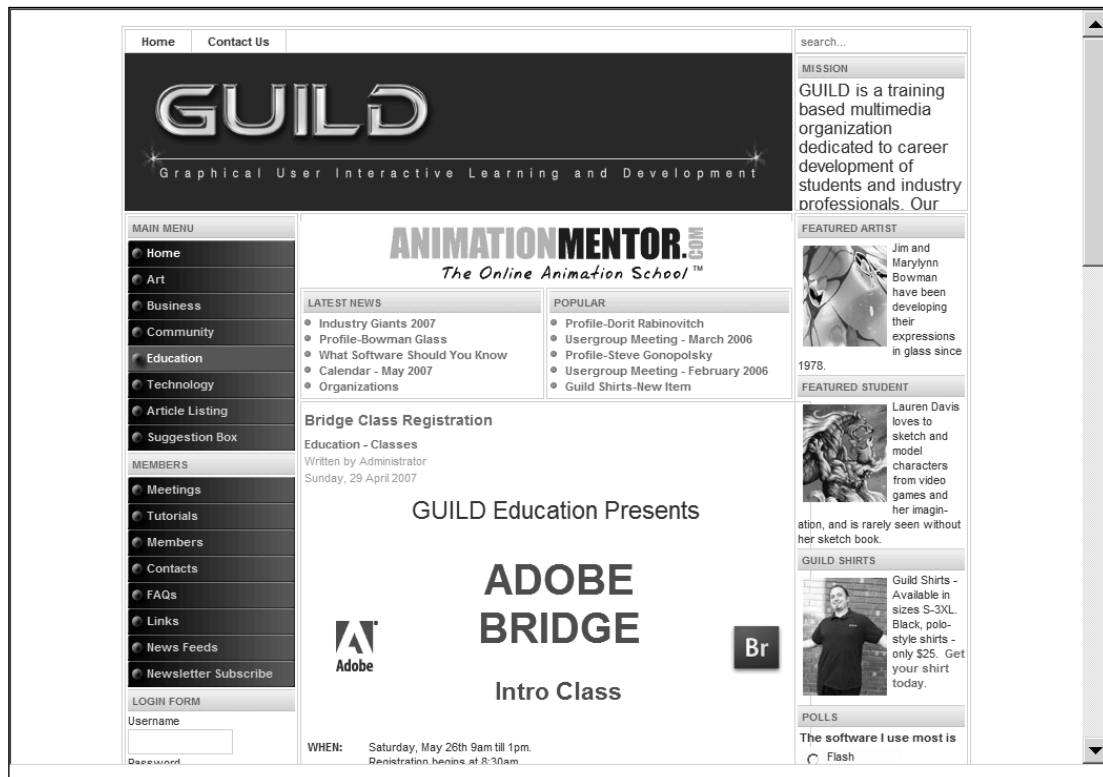 Home Contact Us
search...
GUILD
Graphical User Interactive Learning and Development
MISSION
GUILD is a training
based multimedia
organization
dedicated to career
development of
students and industry
professionals. Our
MAIN MENU
Home
Art
Business
Community
Education
Technology
Article Listing
Suggestion Box
MEMBERS
Meetings
Tutorials
Members
Contacts
FAQs
Links
News Feeds
Newsletter Subscribe
LOGIN FORM
Username
Password
ANIMATIONMENTOR.COM
The Online Animation School ™
LATEST NEWS
Industry Giants 2007
Profile-Bowman Glass
What Software Should You Know
Calendar - May 2007
Organizations
POPULAR
Profile-Dorit Rabinovitch
Usergroup Meeting - March 2006
Profile-Steve Gonopolsky
Usergroup Meeting - February 2006
Guild Shirts-New Item
Bridge Class Registration
Education - Classes
Written by Administrator
Sunday, 29 April 2007
GUILD Education Presents
ADOBE
BRIDGE
Adobe
Br
Intro Class
WHEN: Saturday, May 26th 9am till 1pm.
Registration begins at 8:30am
FEATURED ARTIST
Jim and
Marylynn
Bowman
have been
developing
their
expressions
in glass since
1978.
FEATURED STUDENT
Lauren Davis
loves to
sketch and
model
characters
from video
games and
her imagin-
ation, and is rarely seen without
her sketch book.
GUILD SHIRTS
Guild Shirts -
Available in
sizes S-3XL.
Black, polo-
style shirts -
only $25. Get
your shirt
today.
POLLS
The software I use most is
Flash